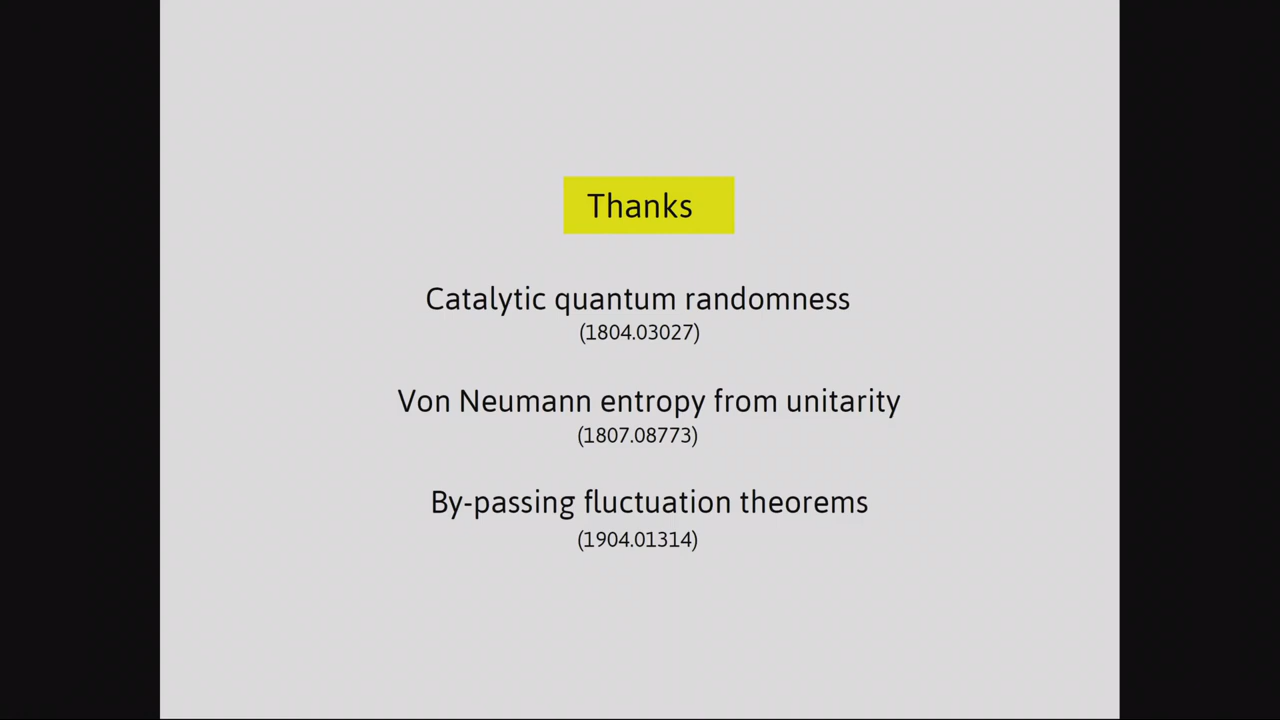 Thanks
Catalytic quantum randomness
(1804.03027)
Von Neumann entropy from unitarity
(1807.08773)
By-passing fluctuation theorems
(1904.01314)